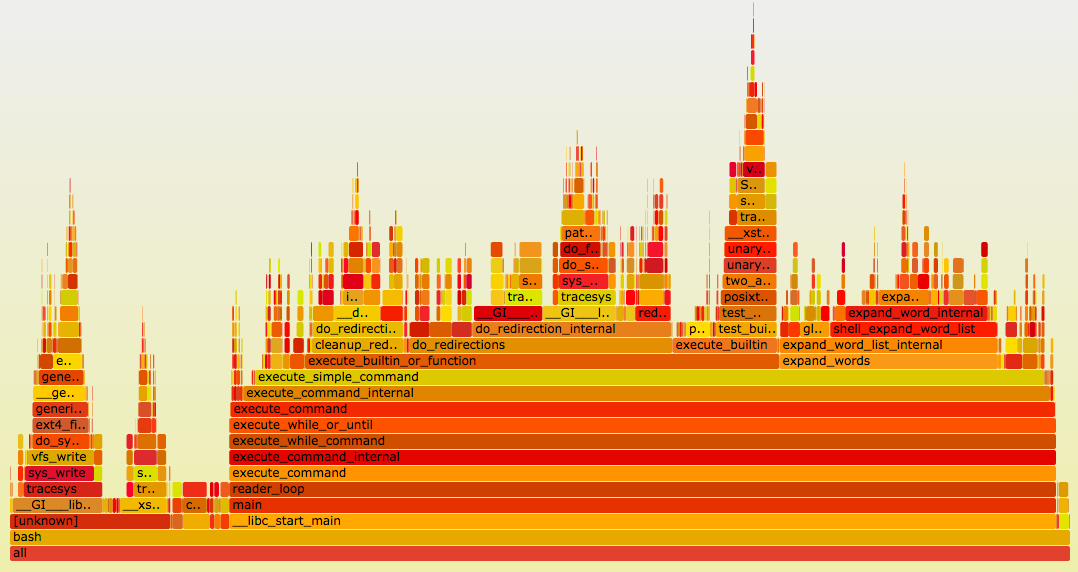 v..
S..
s..
tra..
pat.. __xst..
do_f.. unary..
do_s.. unary..
sys_.. two_a..
i.. s.. tra.. tracesys posixt.. expa..
__d.. __GI__.. __GI___l.. red.. test_.. expand_word_internal
do_redirecti.. do_redirection_internal p.. test_bui.. gl.. shell_expand_word_list
cleanup_red.. do_redirections execute_builtin expand_word_list_internal
e.. execute_builtin_or_function expand_words
gene.. execute_simple_command
__ge.. execute_command_internal
generi.. execute_command
ext4_fi.. execute_while_or_until
do_sy.. execute_while_command
vfs_write execute_command_internal
sys_write s.. execute_command
tracesys tr.. reader_loop
__GI___lib.. __xs.. c.. main
[unknown] __libc_start_main
bash
all